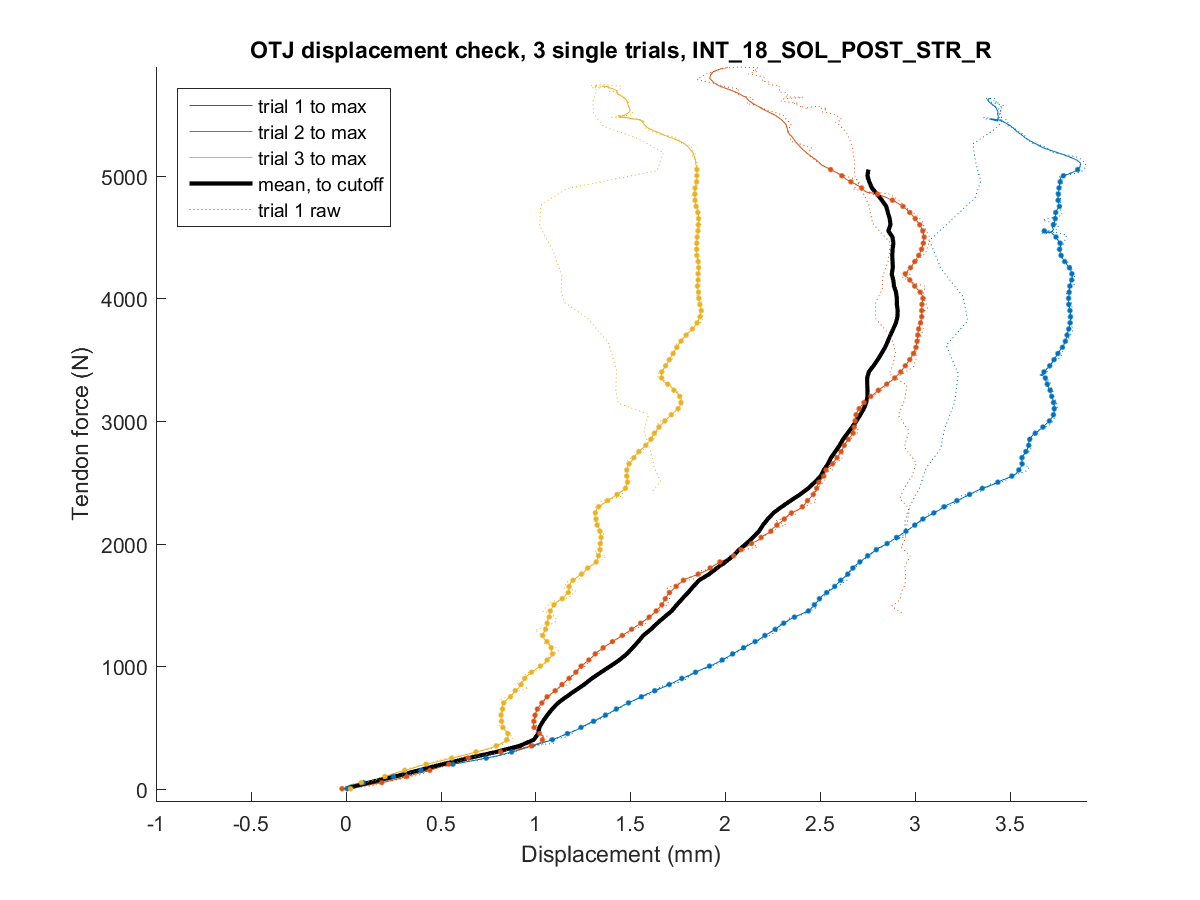 OTJ displacement check, 3 single trials, INT_18_SOL_POST_STR_R
trial 1 to max
trial 2 to max
trial 3 to max
mean, to cutoff
trial 1 raw
Tendon force (N)
5000
4000
3000
2000
1000
0
-1 -0.5 0 0.5 1 1.5 2 2.5 3 3.5
Displacement (mm)